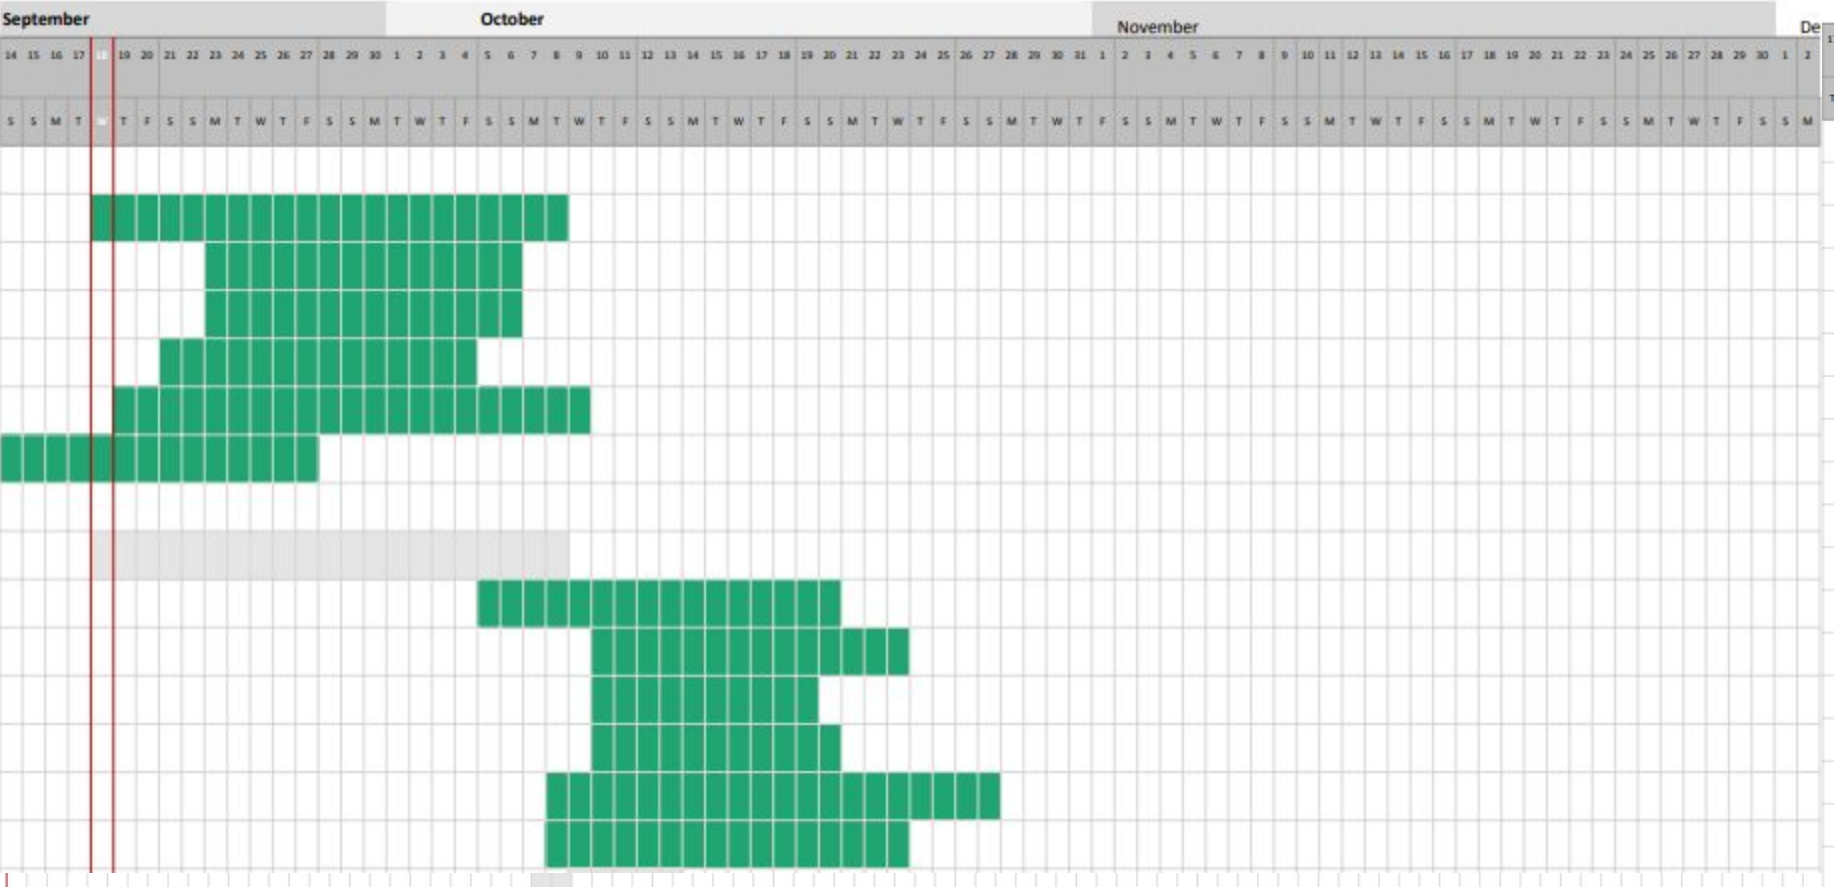 September October November De
14 15 16 17 18 19 20 21 22 23 24 25 26 27 28 29 30 1 2 3 4 5 6 7 8 9 10 11 12 13 14 15 16 17 18 19 20 21 22 23 24 25 26 27 28 29 30 31 1 2 3 4 5 6 7 8 9 10 11 12 13 14 15 16 17 18 19 20 21 22 23 24 25 26 27 28 29 30 1 2
S S M T W T F S S M T W T F S S M T W T F S S M T W T F S S M T W T F S S M T W T F S S M T W T F S S M T W T F S S M T W T F S S M T W T F S S M T W T F S S M